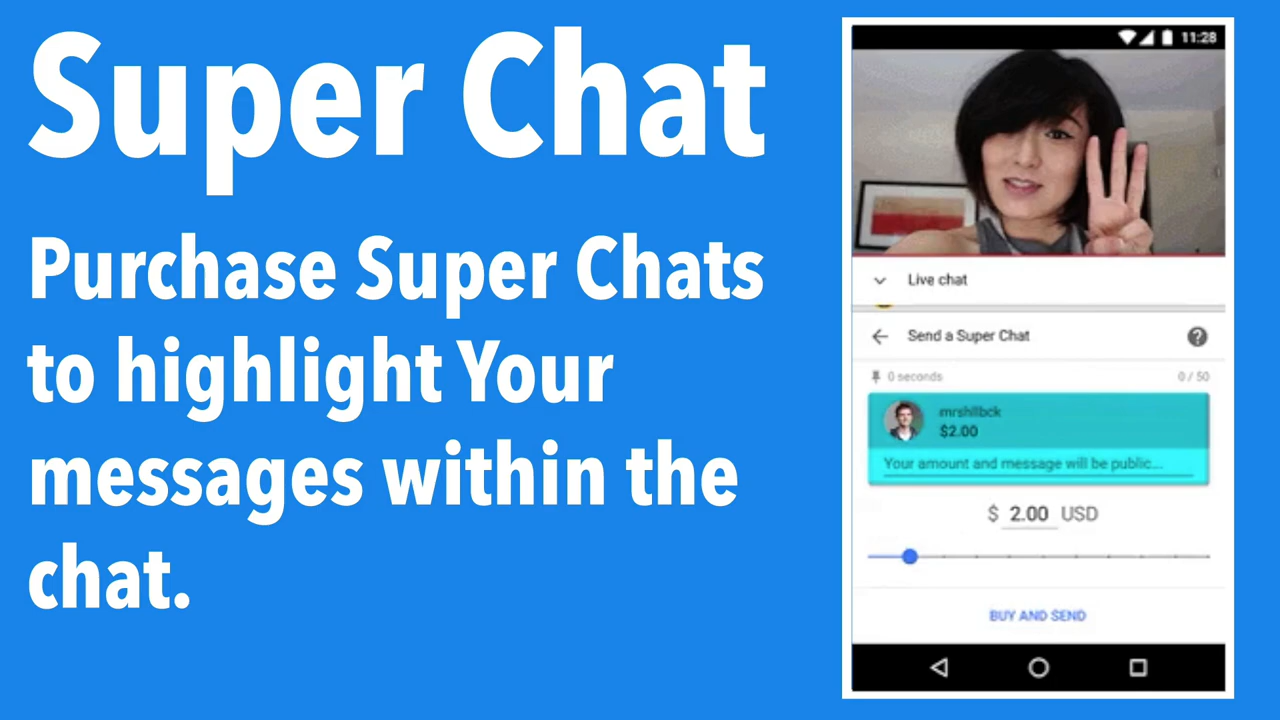 Super Chat
Purchase Super Chats
to highlight Your
messages within the
chat.
11:28
Live chat
Send a Super Chat
0 seconds
0 / 50
mrshllbck
$2.00
Your amount and message will be public...
$ 2.00 USD
BUY AND SEND